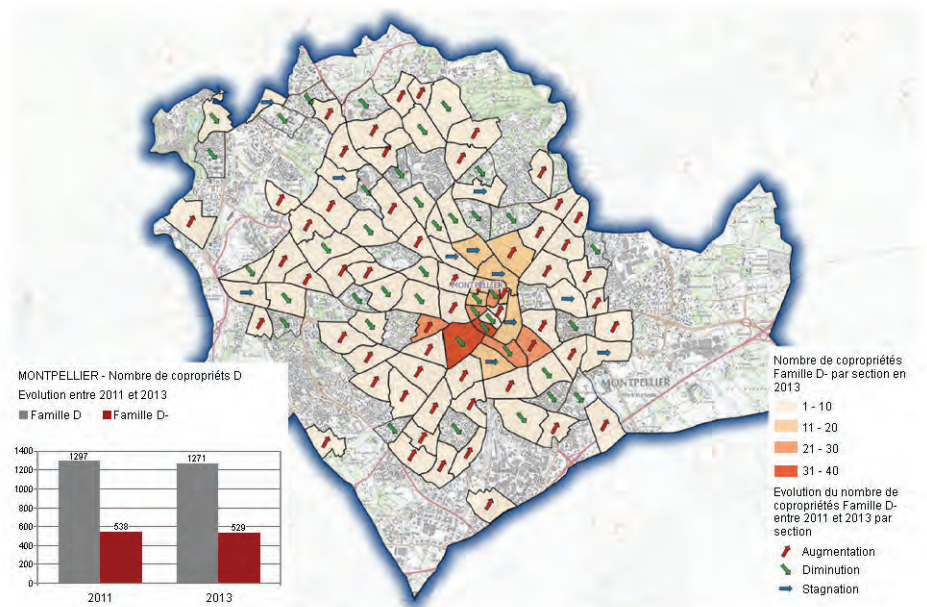 MONTPELLIER
MONTPELLIER
MONTPELLIER - Nombre de copropriéts D
Evolution entre 2011 et 2013
Famille D Famille D-
1400
1200
1000
800
600
400
200
0
1297
538
1271
529
2011 2013
Nombre de copropriétés
Famille D- par section en
2013
1 - 10
11 - 20
21 - 30
31 - 40
Evolution du nombre de
copropriétés Famille D-
entre 2011 et 2013 par
section
Augmentation
Diminution
Stagnation